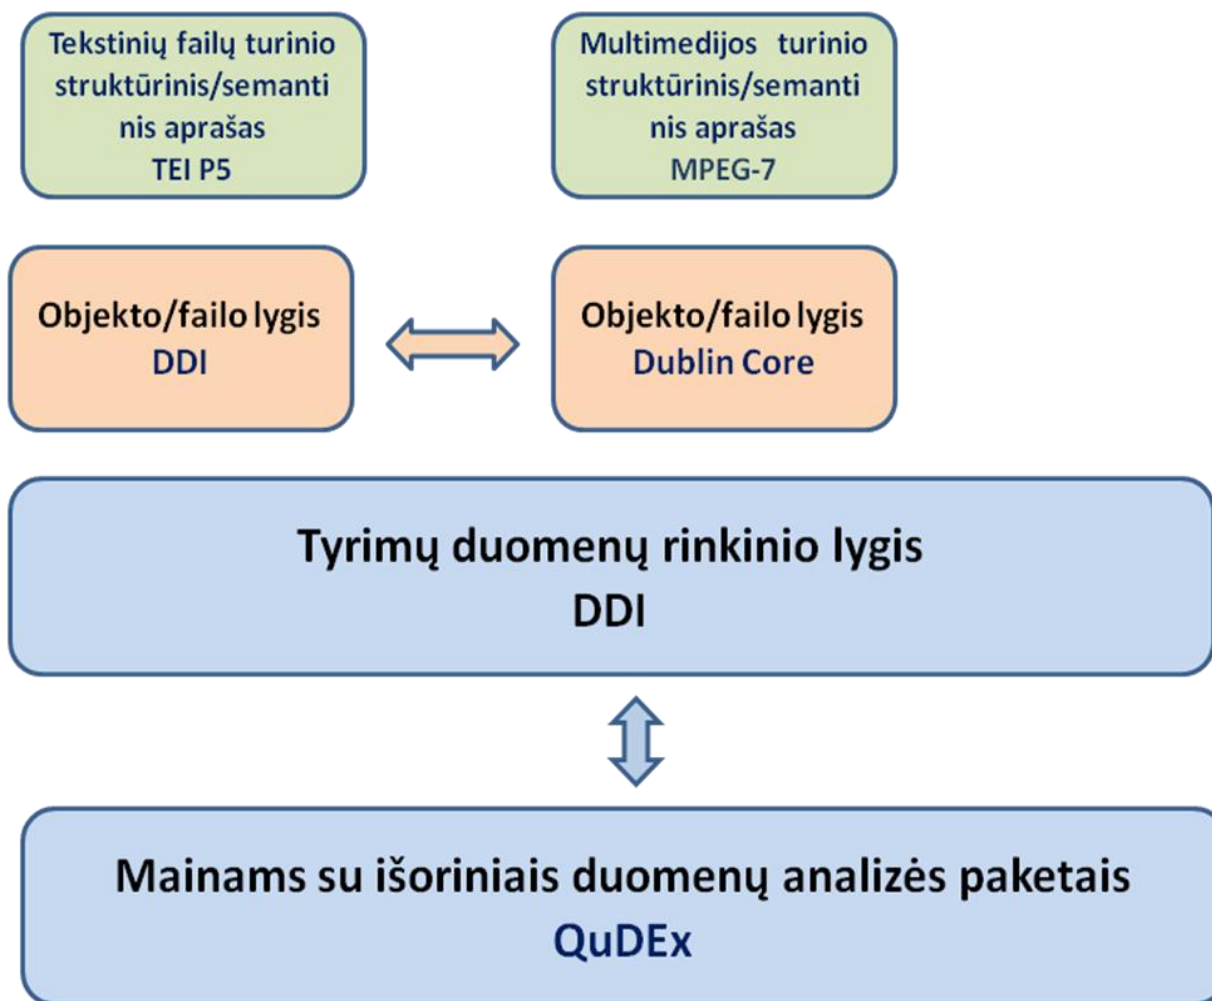 Tekstinių failų turinio
struktūrinis/semanti
nis aprašas
TEI P5
Multimedijos turinio
struktūrinis/semanti
nis aprašas
MPEG-7
Objekto/failo lygis
DDI
Objekto/failo lygis
Dublin Core
Tyrimų duomenų rinkinio lygis
DDI
Mainams su išoriniais duomenų analizės paketais
QuDEx